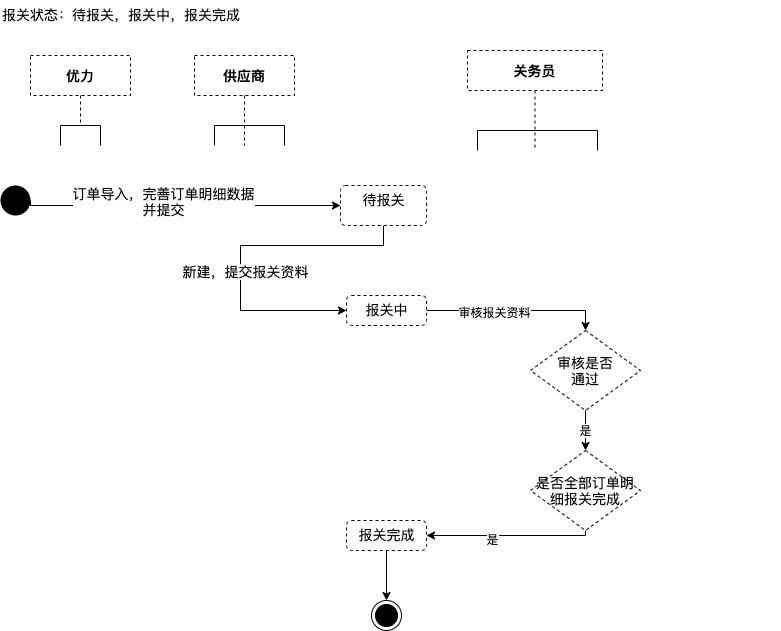 报关状态：待报关，报关中，报关完成
优力
供应商
关务员
订单导入，完善订单明细数据
并提交
待报关
新建，提交报关资料
报关中
审核报关资料
审核是否
通过
是
是否全部订单明
细报关完成
报关完成
是